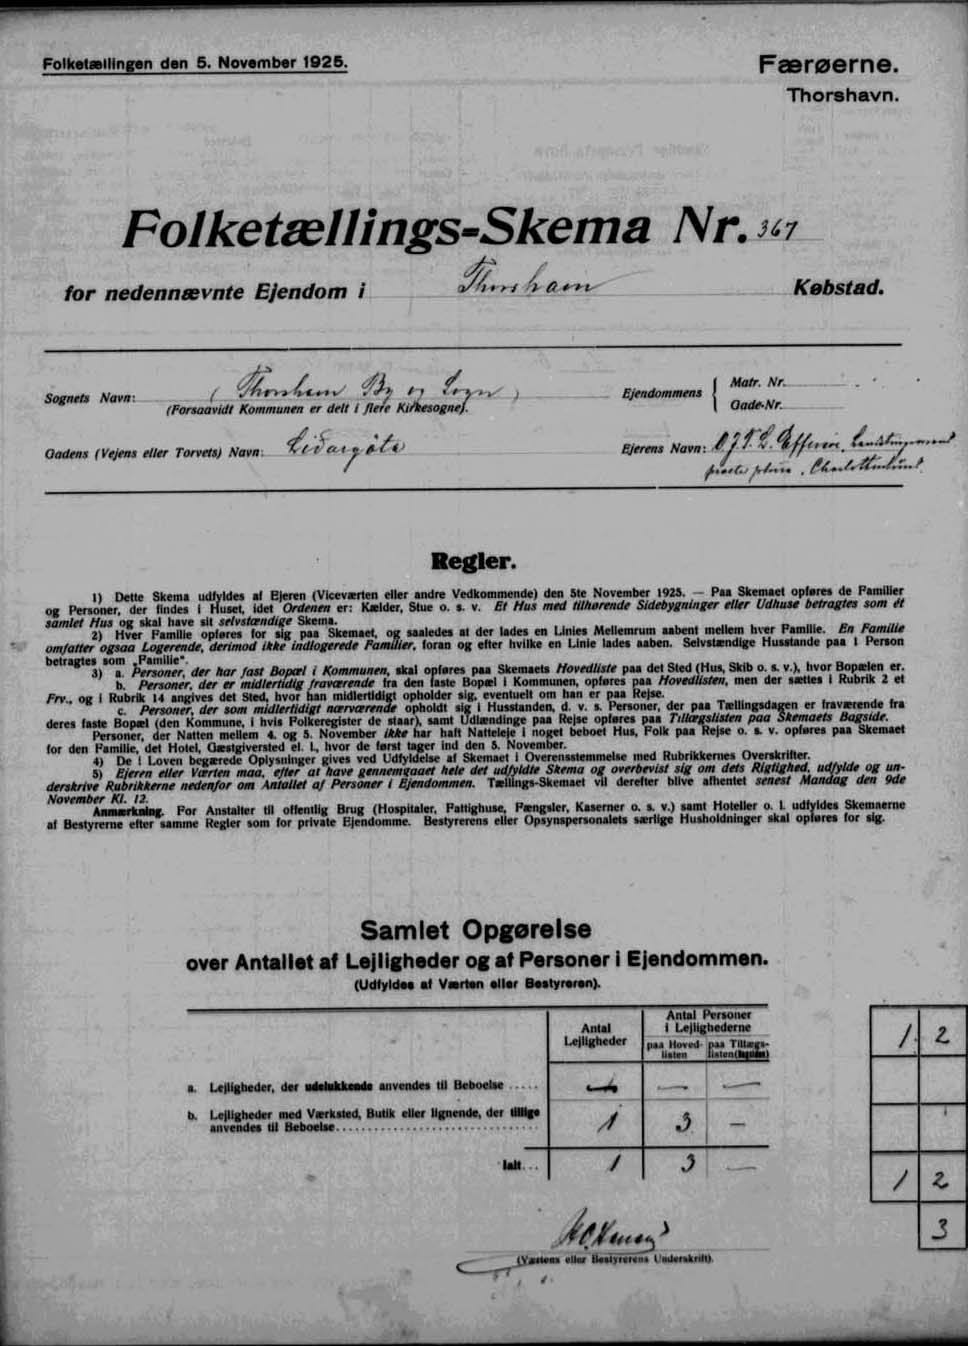 Folketællingen den 5. November 1925.
Færøerne.
Thorshavn.
Folketællings-Skema Nr. 367
for nedennævnte Ejendom i Thorshavn Købstad.
Sognets Navn: (Thorshavn By og Sogn)
(Forsaavidt Kommunen er delt i flere Kirkesogne).
Ejendommens
Matr. Nr.
Gade-Nr.
Gadens (Vejens eller Torvets) Navn: Lidargøta
Ejerens Navn: Effersøe, Landstingsmand
Charlottenlund
Regler.
1) Dette Skema udfyldes af Ejeren (Viceværten eller andre Vedkommende) den 5te November 1925. — Paa Skemaet opføres de Familier
og Personer, der findes i Huset, idet Ordenen er: Kælder, Stue o. s. v. Et Hus med tilhørende Sidebygninger eller Udhuse betragtes som ét
samlet Hus og skal have sit selvstændige Skema.
2) Hver Familie opføres for sig paa Skemaet, og saaledes at der lades en Linies Mellemrum aabent mellem hver Familie. En Familie
omfatter ogsaa Logerende, derimod ikke indlogerede Familier, foran og efter hvilke en Linie lades aaben. Selvstændige Husstande paa 1 Person
betragtes som „Familie".
3) a. Personer, der har fast Bopæl i Kommunen, skal opføres paa Skemaets Hovedliste paa det Sted (Hus, Skib o. s. v.), hvor Bopælen er.
b. Personer, der er midlertidig fraværende fra den faste Bopæl i Kommunen, opføres paa Hovedlisten, men der sættes i Rubrik 2 et
Frv., og i Rubrik 14 angives det Sted, hvor han midlertidigt opholder sig, eventuelt om han er paa Rejse.
c. Personer, der som midlertidigt nærværende opholdt sig i Husstanden, d. v. s. Personer, der paa Tællingsdagen er fraværende fra
deres faste Bopæl (den Kommune, i hvis Folkeregister de staar), samt Udlændinge paa Rejse opføres paa Tillægslisten paa Skemaets Bagside.
Personer, der Natten mellem 4. og 5. November ikke har haft Natteleje i noget beboet Hus, Folk paa Rejse o. s. v. opføres paa Skemaet
for den Familie, det Hotel, Gæstgiversted el. l., hvor de først tager ind den 5. November.
4) De i Loven begærede Oplysninger gives ved Udfyldelse af Skemaet i Overensstemmelse med Rubrikkernes Overskrifter.
5) Ejeren eller Værten maa, efter at have gennemgaaet hele det udfyldte Skema og overbevist sig om dets Rigtighed, udfylde og un-
derskrive Rubrikkerne nedenfor om Antallet af Personer i Ejendommen. Tællings-Skemaet vil derefter blive afhentet senest Mandag den 9de
November Kl. 12.
Anmærkning. For Anstalter til offentlig Brug (Hospitaler, Fattighuse, Fængsler, Kaserner o. s. v.) samt Hoteller o. l. udfyldes Skemaerne
af Bestyrerne efter samme Regler som for private Ejendomme. Bestyrerens eller Opsynspersonalets særlige Husholdninger skal opføres for sig.
Samlet Opgørelse
over Antallet af Lejligheder og af Personer i Ejendommen.
(Udfyldes af Værten eller Bestyreren).
Antal Lejligheder
Antal Personer i Lejlighederne
paa Hoved-listen
paa Tillægs-listen
1 2
a. Lejligheder, der udelukkende anvendes til Beboelse ..... — — —
b. Lejligheder med Værksted, Butik eller lignende, der tillige
anvendes til Beboelse 1 3 —
Ialt... 1 3 —
1 2
3
H.C. Hansen
(Værtens eller Bestyrerens Underskrift).